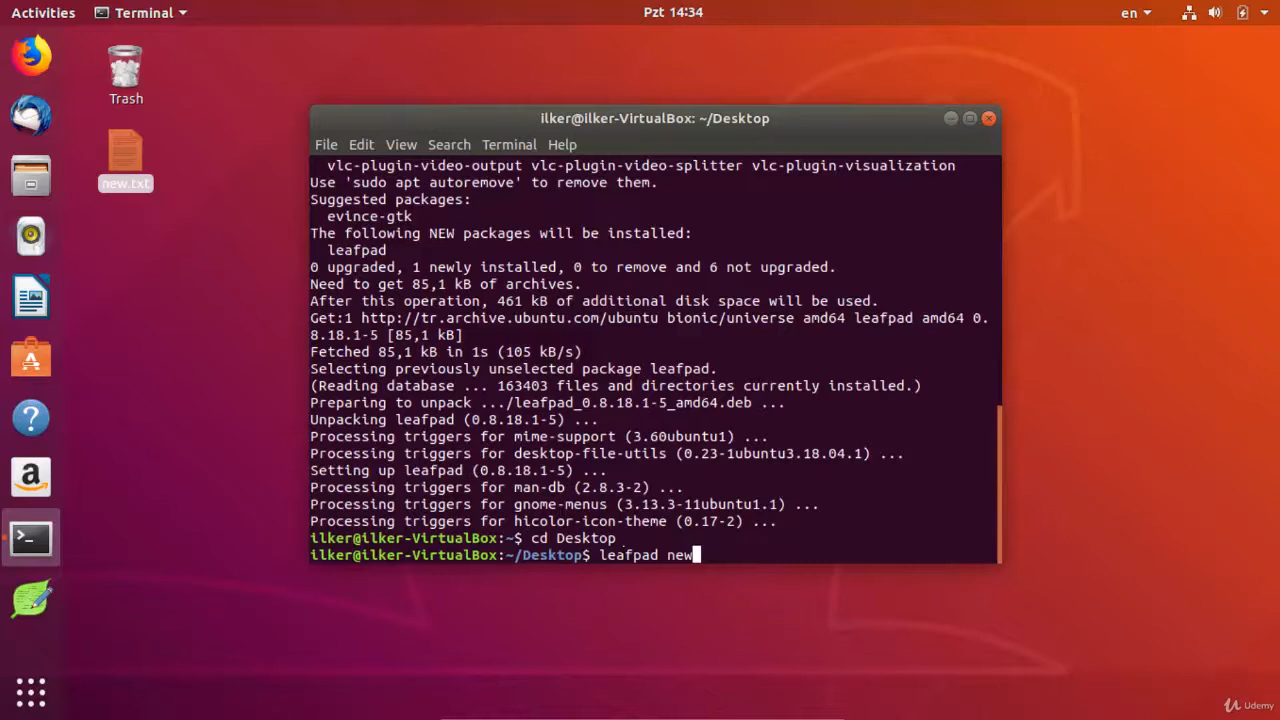 Activities
Terminal
Pzt 14:34
en
Trash
new.txt
ilker@ilker-VirtualBox: ~/Desktop
File Edit View Search Terminal Help
vlc-plugin-video-output vlc-plugin-video-splitter vlc-plugin-visualization
Use 'sudo apt autoremove' to remove them.
Suggested packages:
evince-gtk
The following NEW packages will be installed:
leafpad
0 upgraded, 1 newly installed, 0 to remove and 6 not upgraded.
Need to get 85,1 kB of archives.
After this operation, 461 kB of additional disk space will be used.
Get:1 http://tr.archive.ubuntu.com/ubuntu bionic/universe amd64 leafpad amd64 0.
8.18.1-5 [85,1 kB]
Fetched 85,1 kB in 1s (105 kB/s)
Selecting previously unselected package leafpad.
(Reading database ... 163403 files and directories currently installed.)
Preparing to unpack .../leafpad_0.8.18.1-5_amd64.deb ...
Unpacking leafpad (0.8.18.1-5) ...
Processing triggers for mime-support (3.60ubuntu1) ...
Processing triggers for desktop-file-utils (0.23-1ubuntu3.18.04.1) ...
Setting up leafpad (0.8.18.1-5) ...
Processing triggers for man-db (2.8.3-2) ...
Processing triggers for gnome-menus (3.13.3-11ubuntu1.1) ...
Processing triggers for hicolor-icon-theme (0.17-2) ...
ilker@ilker-VirtualBox:~$ cd Desktop
ilker@ilker-VirtualBox:~/Desktop$ leafpad new
Udemy